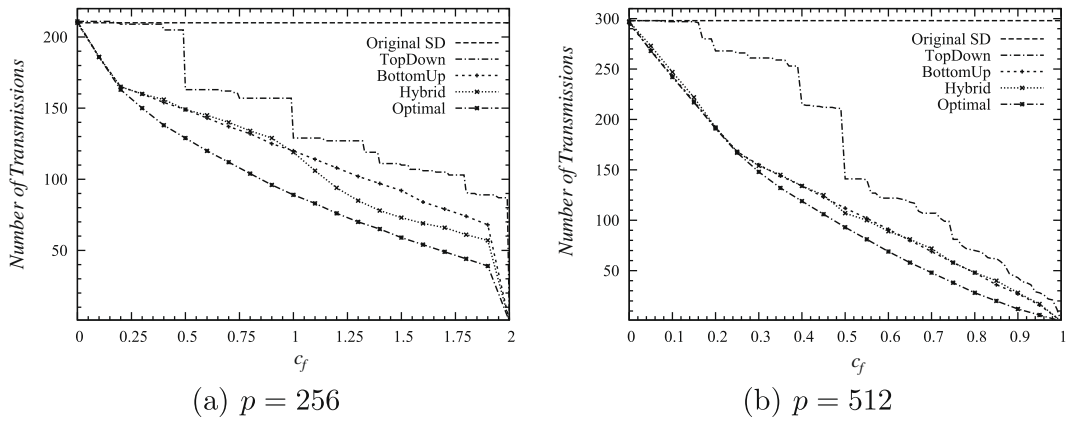 Number of Transmissions
200
150
100
50
0
0.25
0.5
0.75
1
1.25
1.5
1.75
2
c_f
Original SD
TopDown
BottomUp
Hybrid
Optimal
(a) p = 256
Number of Transmissions
300
250
200
150
100
50
0
0.1
0.2
0.3
0.4
0.5
0.6
0.7
0.8
0.9
1
c_f
Original SD
TopDown
BottomUp
Hybrid
Optimal
(b) p = 512